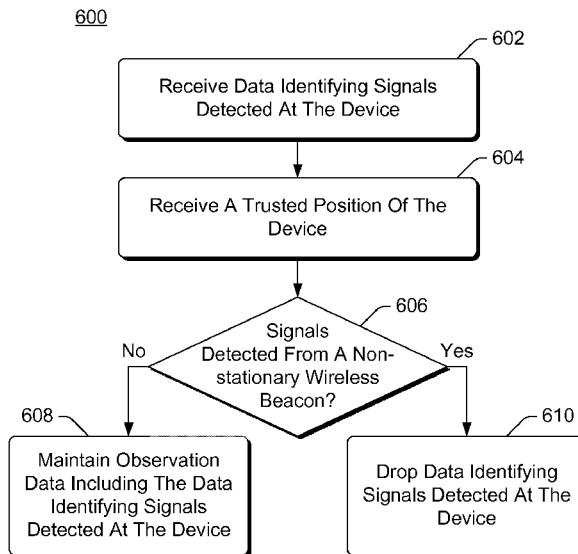 600
602
Receive Data Identifying Signals
Detected At The Device
604
Receive A Trusted Position Of The
Device
606
Signals
Detected From A Non-
stationary Wireless
Beacon?
No
Yes
608
Maintain Observation
Data Including The Data
Identifying Signals
Detected At The Device
610
Drop Data Identifying
Signals Detected At The
Device